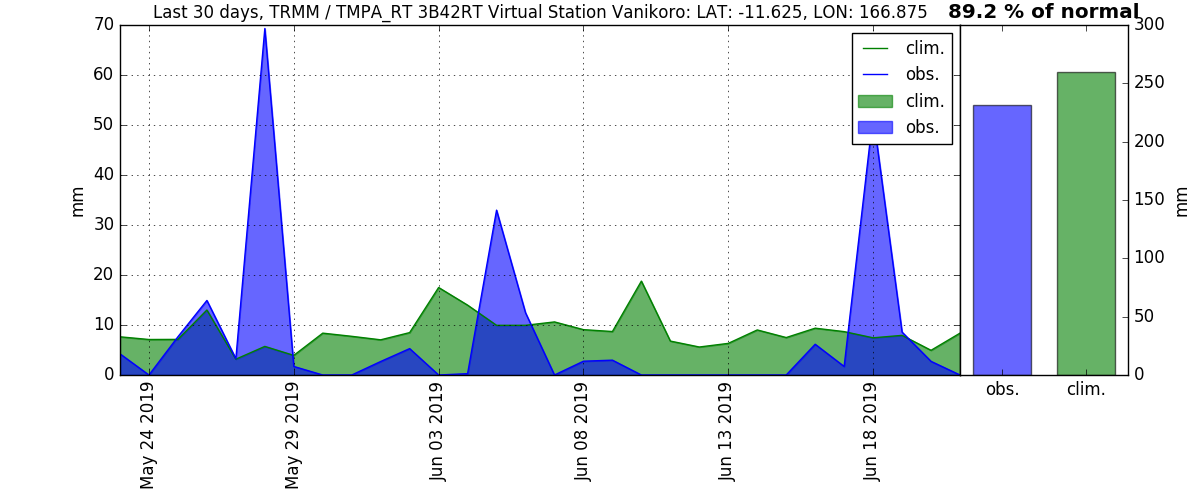 Last 30 days, TRMM / TMPA_RT 3B42RT Virtual Station Vanikoro: LAT: -11.625, LON: 166.875
89.2 % of normal
70
60
50
40
30
20
10
0
mm
clim.
obs.
clim.
obs.
May 24 2019
May 29 2019
Jun 03 2019
Jun 08 2019
Jun 13 2019
Jun 18 2019
300
250
200
150
100
50
0
mm
obs.
clim.